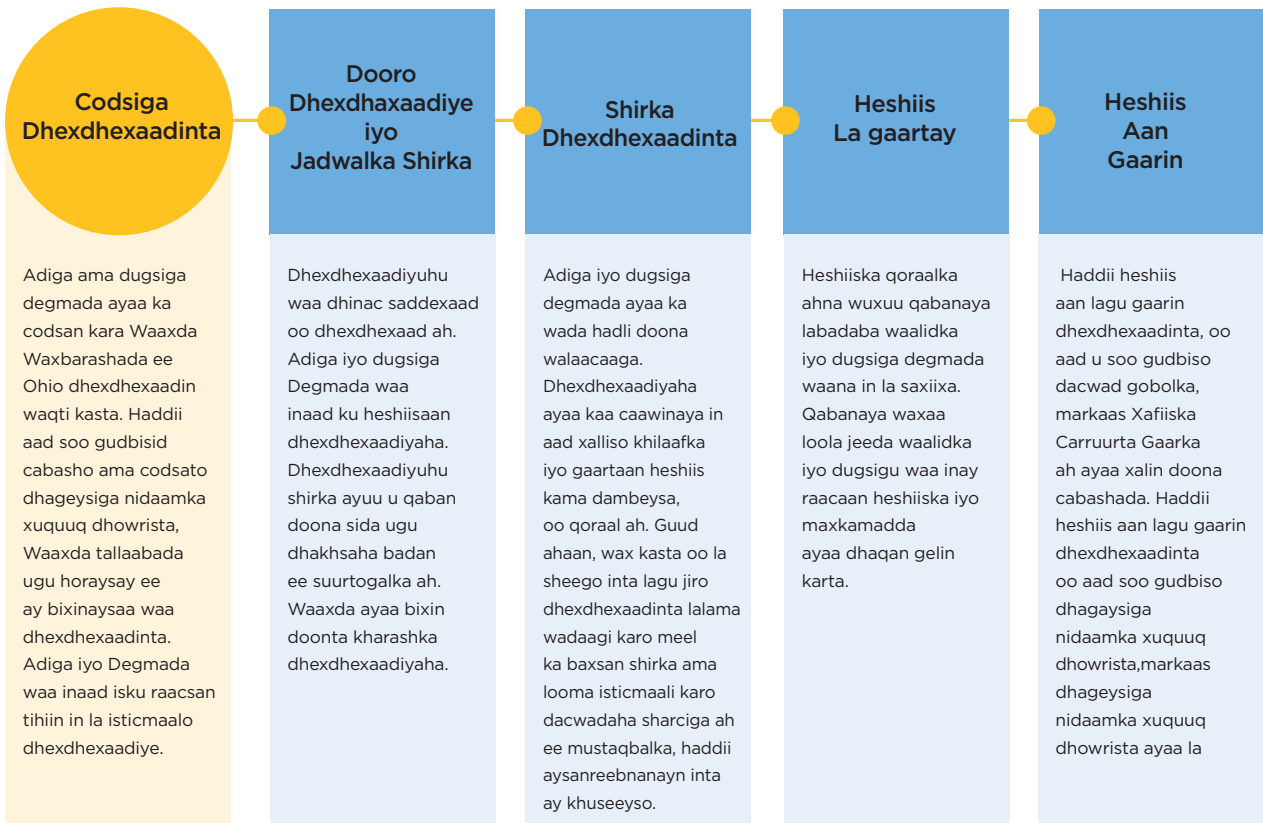 Codsiga
Dhexdhexaadinta
Adiga ama dugsiga
degmada ayaa ka
codsan kara Waaxda
Waxbarashada ee
Ohio dhexdhexaadin
waqti kasta. Haddii
aad soo gudbisid
cabasho ama codsato
dhageysiga nidaamka
xuquuq dhowrista,
Waaxda tallaabada
ugu horaysay ee
ay bixinaysaa waa
dhexdhexaadinta.
Adiga iyo Degmada
waa inaad isku raacsan
tihiin in la isticmaalo
dhexdhexaadiye.
Dooro
Dhexdhaxaadiye
iyo
Jadwalka Shirka
Dhexdhexaadiyuhu
waa dhinac saddexaad
oo dhexdhexaad ah.
Adiga iyo dugsiga
Degmada waa
inaad ku heshiisaan
dhexdhexaadiyaha.
Dhexdhexaadiyuhu
shirka ayuu u qaban
doona sida ugu
dhakhsaha badan
ee suurtogalka ah.
Waaxda ayaa bixin
doonta kharashka
dhexdhexaadiyaha.
Shirka
Dhexdhexaadinta
Adiga iyo dugsiga
degmada ayaa ka
wada hadli doona
walaacaaga.
Dhexdhexaadiyaha
ayaa kaa caawinaya in
aad xalliso khilaafka
iyo gaartaan heshiis
kama dambeysa,
oo qoraal ah. Guud
ahaan, wax kasta oo la
sheego inta lagu jiro
dhexdhexaadinta lalama
wadaagi karo meel
ka baxsan shirka ama
looma isticmaali karo
dacwadaha sharciga ah
ee mustaqbalka, haddii
aysanreebnanayn inta
ay khuseeyso.
Heshiis
La gaartay
Heshiiska qoraalka
ahna wuxuu qabanaya
labadaba waalidka
iyo dugsiga degmada
waana in la saxiixa.
Qabanaya waxaa
loola jeeda waalidka
iyo dugsigu waa inay
raacaan heshiiska iyo
maxkamadda
ayaa dhaqan gelin
karta.
Heshiis
Aan
Gaarin
Haddii heshiis
aan lagu gaarin
dhexdhexaadinta, oo
aad u soo gudbiso
dacwad gobolka,
markaas Xafiiska
Carruurta Gaarka
ah ayaa xalin doona
cabashada. Haddii
heshiis aan lagu gaarin
dhexdhexaadinta
oo aad soo gudbiso
dhagaysiga
nidaamka xuquuq
dhowrista,markaas
dhageysiga
nidaamka xuquuq
dhowrista ayaa la